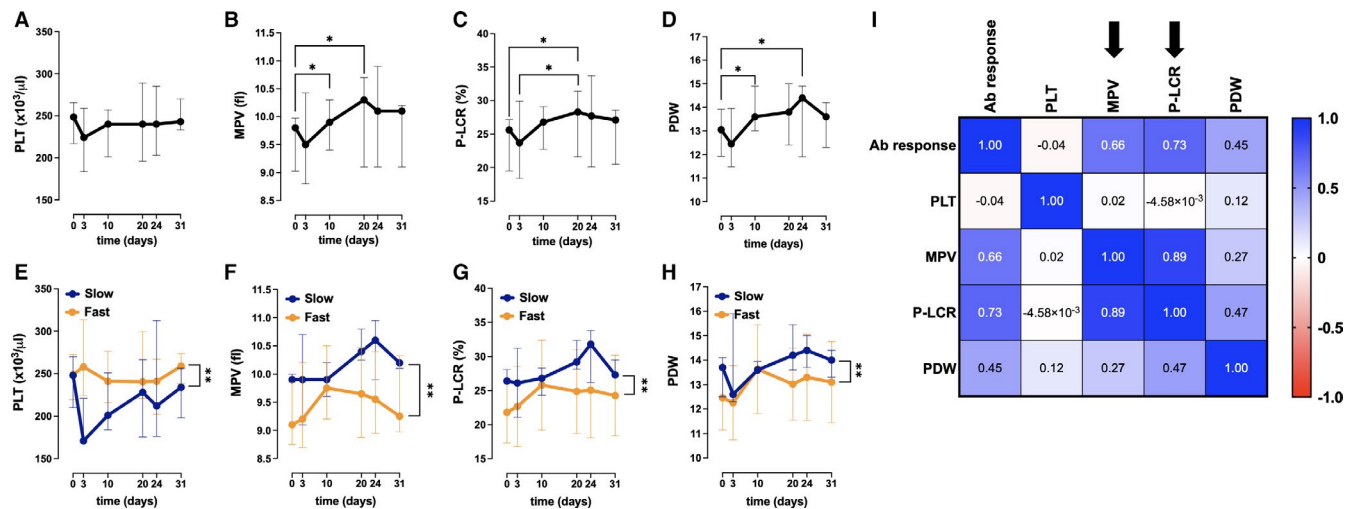 A
PLT (x10³/µl)
350
300
250
200
150
0 3 10 20 24 31
time (days)
B
MPV (fl)
11.5
11.0
10.5
10.0
9.5
9.0
8.5
*
*
0 3 10 20 24 31
time (days)
C
P-LCR (%)
40
35
30
25
20
15
*
*
0 3 10 20 24 31
time (days)
D
PDW
17
16
15
14
13
12
11
10
*
*
0 3 10 20 24 31
time (days)
E
PLT (x10³/µl)
350
300
250
200
150
Slow
Fast
**
0 3 10 20 24 31
time (days)
F
MPV (fl)
11.5
11.0
10.5
10.0
9.5
9.0
8.5
Slow
Fast
**
0 3 10 20 24 31
time (days)
G
P-LCR (%)
40
35
30
25
20
15
Slow
Fast
**
0 3 10 20 24 31
time (days)
H
PDW
17
16
15
14
13
12
11
10
Slow
Fast
**
0 3 10 20 24 31
time (days)
I
Ab response PLT MPV P-LCR PDW
Ab response 1.00 -0.04 0.66 0.73 0.45
PLT -0.04 1.00 0.02 -4.58×10⁻³ 0.12
MPV 0.66 0.02 1.00 0.89 0.27
P-LCR 0.73 -4.58×10⁻³ 0.89 1.00 0.47
PDW 0.45 0.12 0.27 0.47 1.00
1.0
0.5
0
-0.5
-1.0